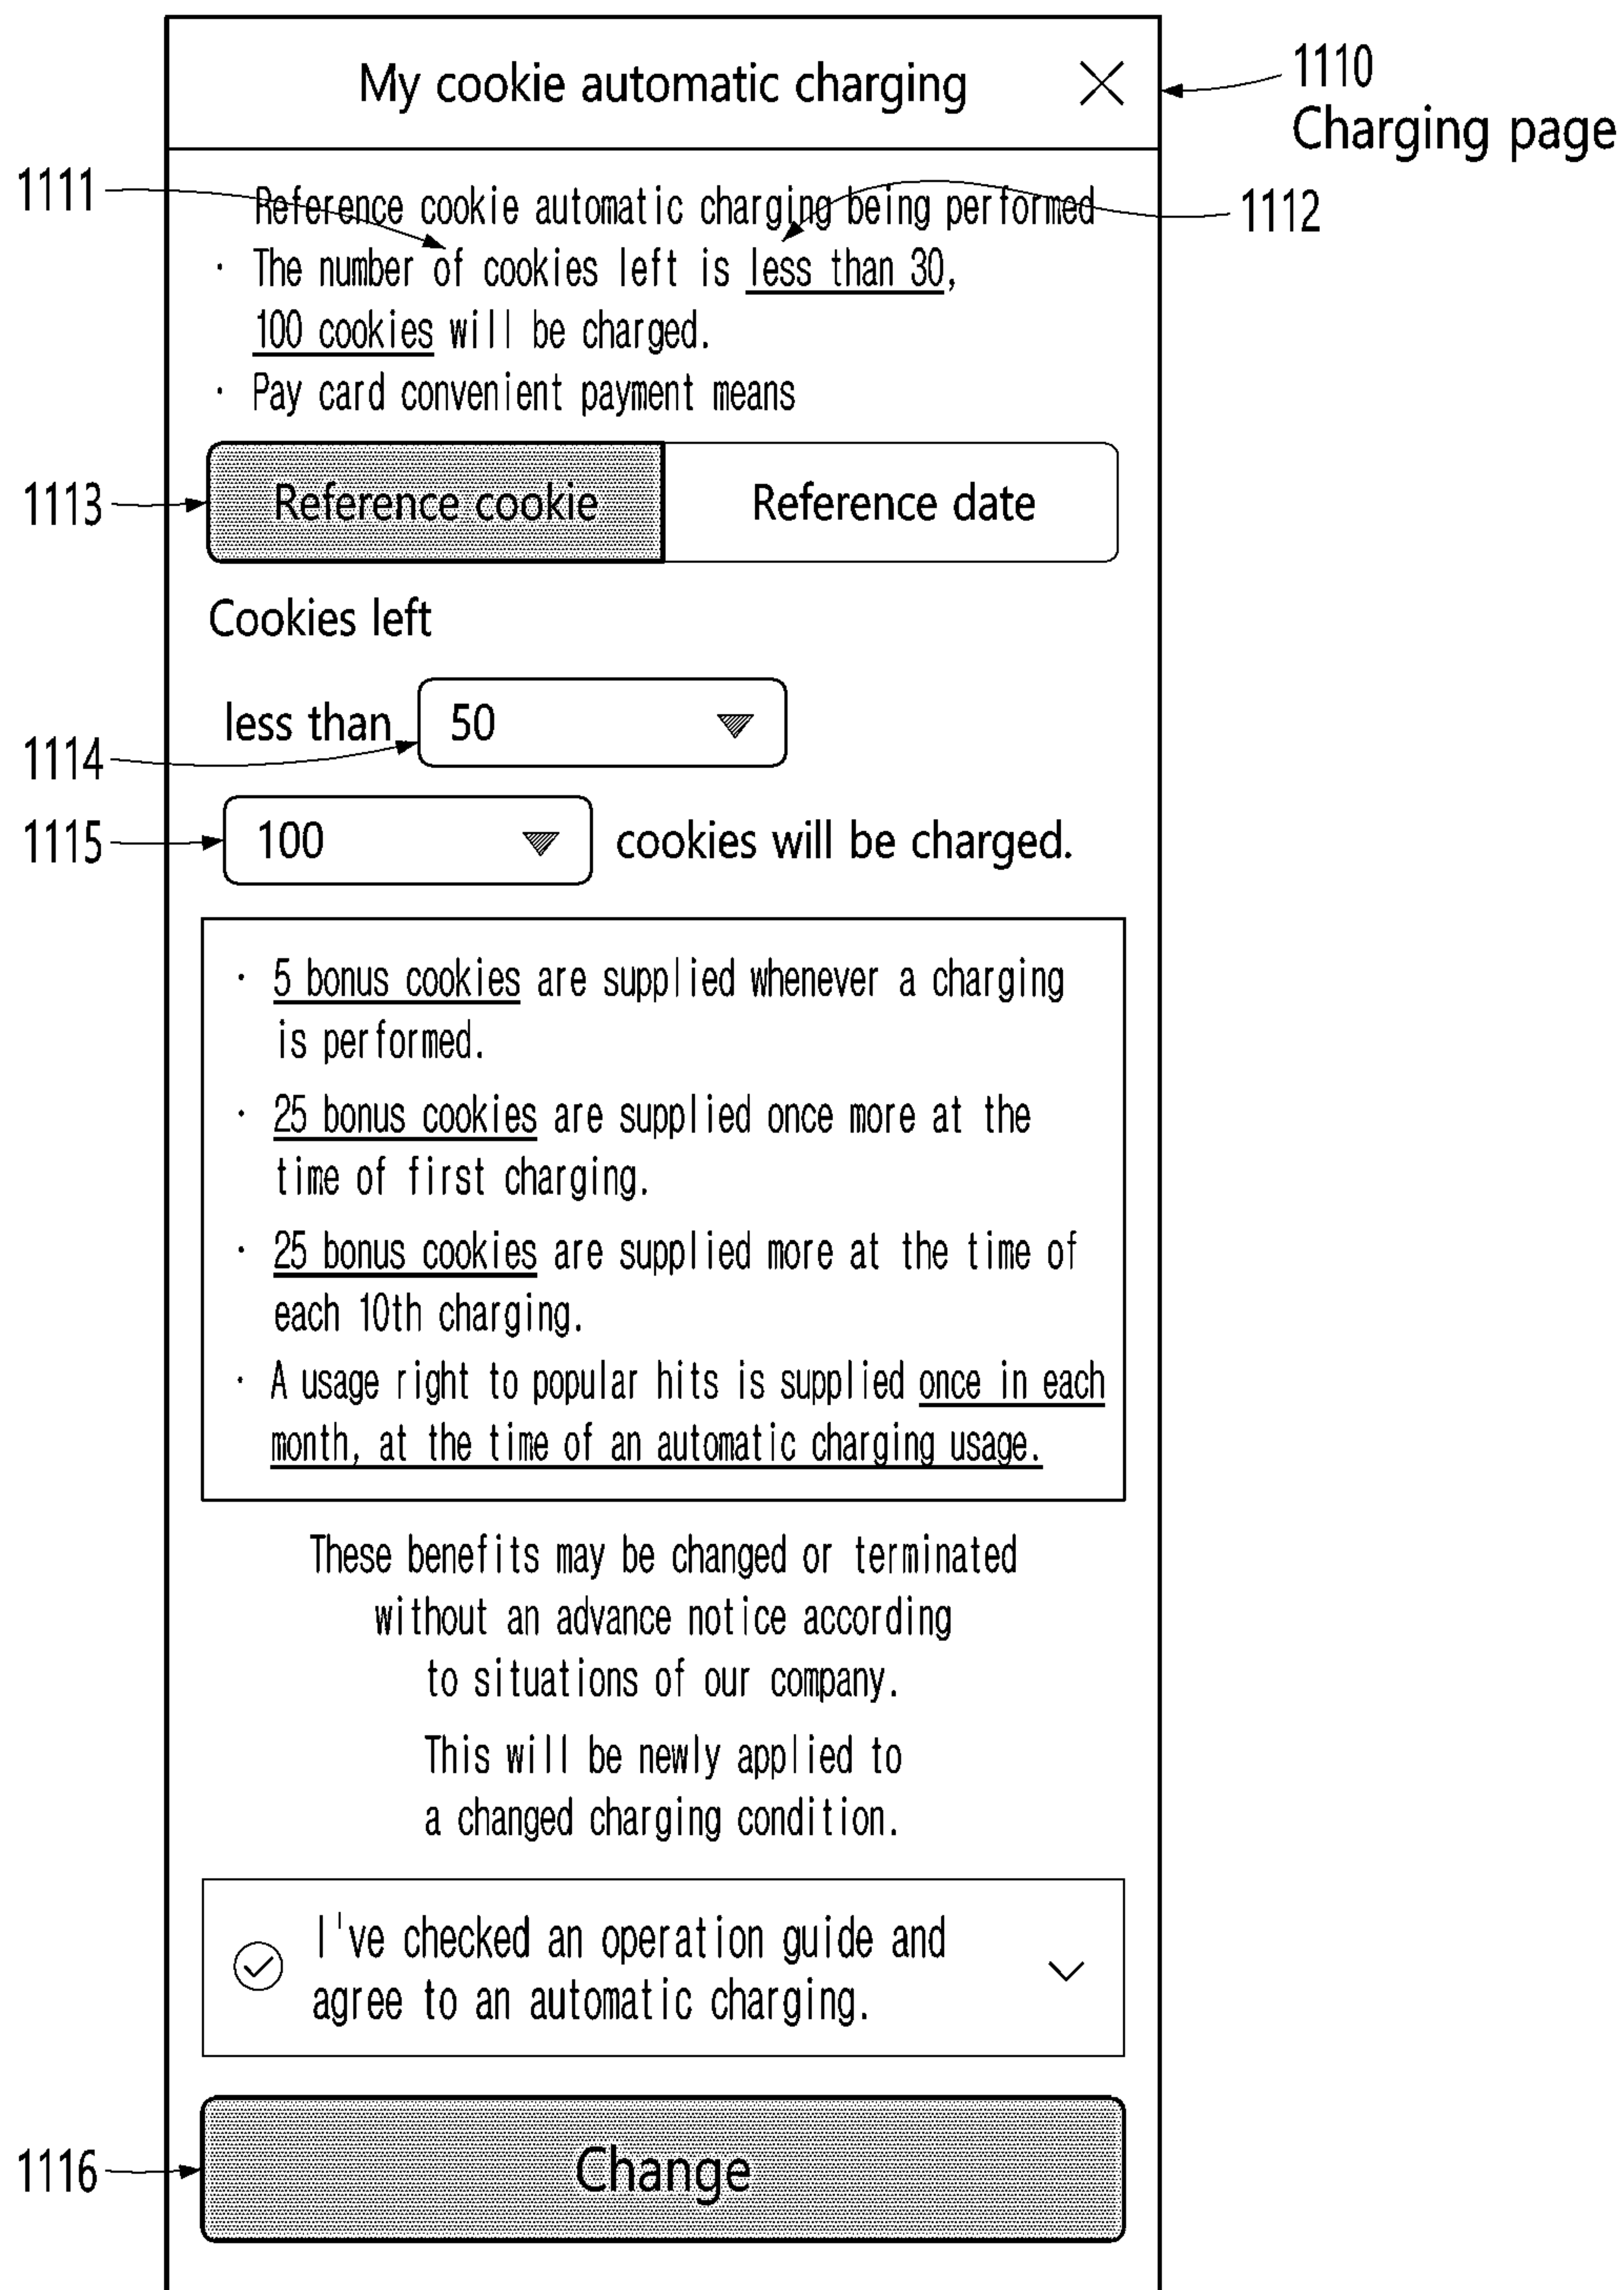 My cookie automatic charging
1110
Charging page
1111
Reference cookie automatic charging being performed
1112
· The number of cookies left is less than 30,
100 cookies will be charged.
· Pay card convenient payment means
1113
Reference cookie
Reference date
Cookies left
less than 50
1114
1115
100 cookies will be charged.
· 5 bonus cookies are supplied whenever a charging
is performed.
· 25 bonus cookies are supplied once more at the
time of first charging.
· 25 bonus cookies are supplied more at the time of
each 10th charging.
· A usage right to popular hits is supplied once in each
month, at the time of an automatic charging usage.
These benefits may be changed or terminated
without an advance notice according
to situations of our company.
This will be newly applied to
a changed charging condition.
I've checked an operation guide and
agree to an automatic charging.
1116
Change